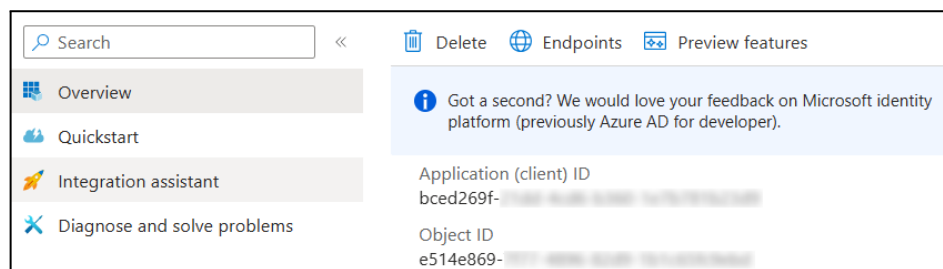 Search
«
Delete
Endpoints
Preview features
Overview
Quickstart
Integration assistant
Diagnose and solve problems
Got a second? We would love your feedback on Microsoft identity
platform (previously Azure AD for developer).
Application (client) ID
bced269f-
Object ID
e514e869-